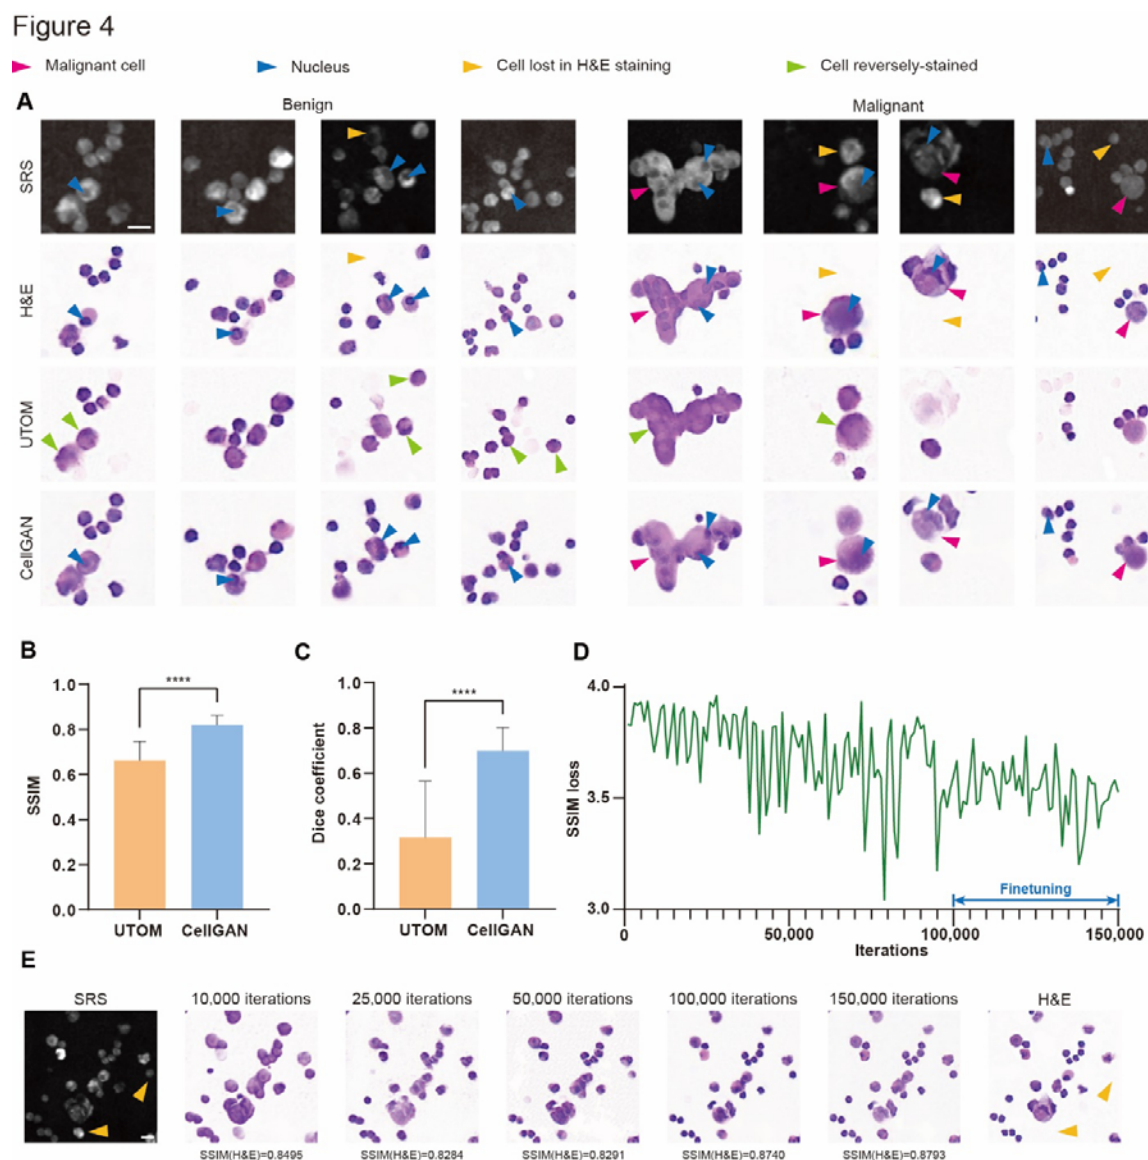 Figure 4
Malignant cell
Nucleus
Cell lost in H&E staining
Cell reversely-stained
A
Benign
Malignant
SRS
H&E
UTOM
CellGAN
B
SSIM
1.0
0.8
0.6
0.4
0.2
0.0
****
UTOM
CellGAN
C
Dice coefficient
1.0
0.8
0.6
0.4
0.2
0.0
****
UTOM
CellGAN
D
SSIM loss
4.0
3.5
3.0
Finetuning
0
50,000
100,000
150,000
Iterations
E
SRS
10,000 iterations
25,000 iterations
50,000 iterations
100,000 iterations
150,000 iterations
H&E
SSIM(H&E)=0.8495
SSIM(H&E)=0.8284
SSIM(H&E)=0.8291
SSIM(H&E)=0.8740
SSIM(H&E)=0.8793